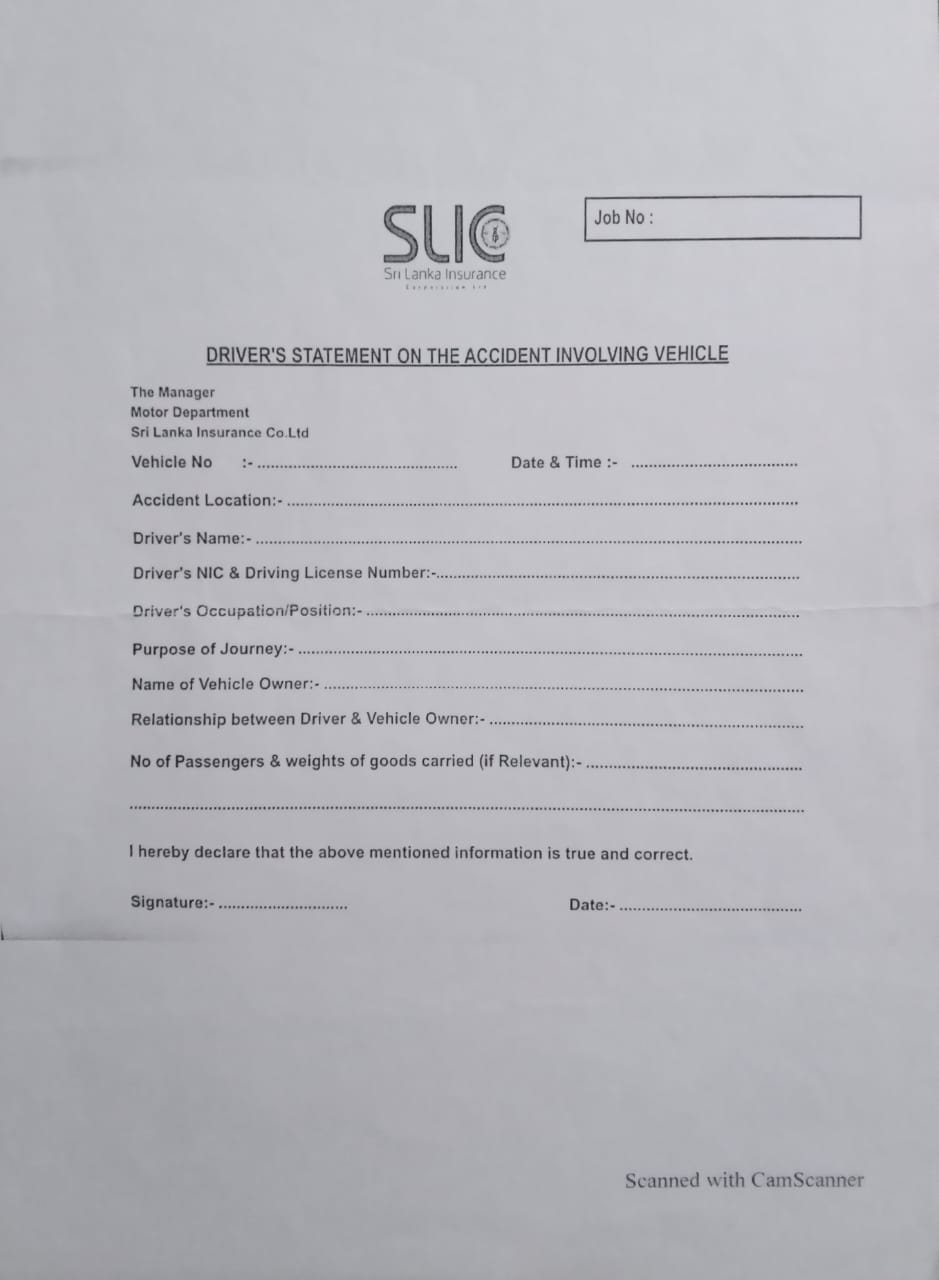 SLIC
Sri Lanka Insurance
Corporation Ltd
Job No :
DRIVER'S STATEMENT ON THE ACCIDENT INVOLVING VEHICLE
The Manager
Motor Department
Sri Lanka Insurance Co.Ltd
Vehicle No :- ............................................. Date & Time :- ......................................
Accident Location:- ....................................................................................................................
Driver's Name:- ............................................................................................................................
Driver's NIC & Driving License Number:-...................................................................................
Driver's Occupation/Position:- ..................................................................................................
Purpose of Journey:- ..................................................................................................................
Name of Vehicle Owner:- ............................................................................................................
Relationship between Driver & Vehicle Owner:- .......................................................................
No of Passengers & weights of goods carried (if Relevant):- .................................................
.........................................................................................................................................................
I hereby declare that the above mentioned information is true and correct.
Signature:- ............................. Date:- .........................................
Scanned with CamScanner